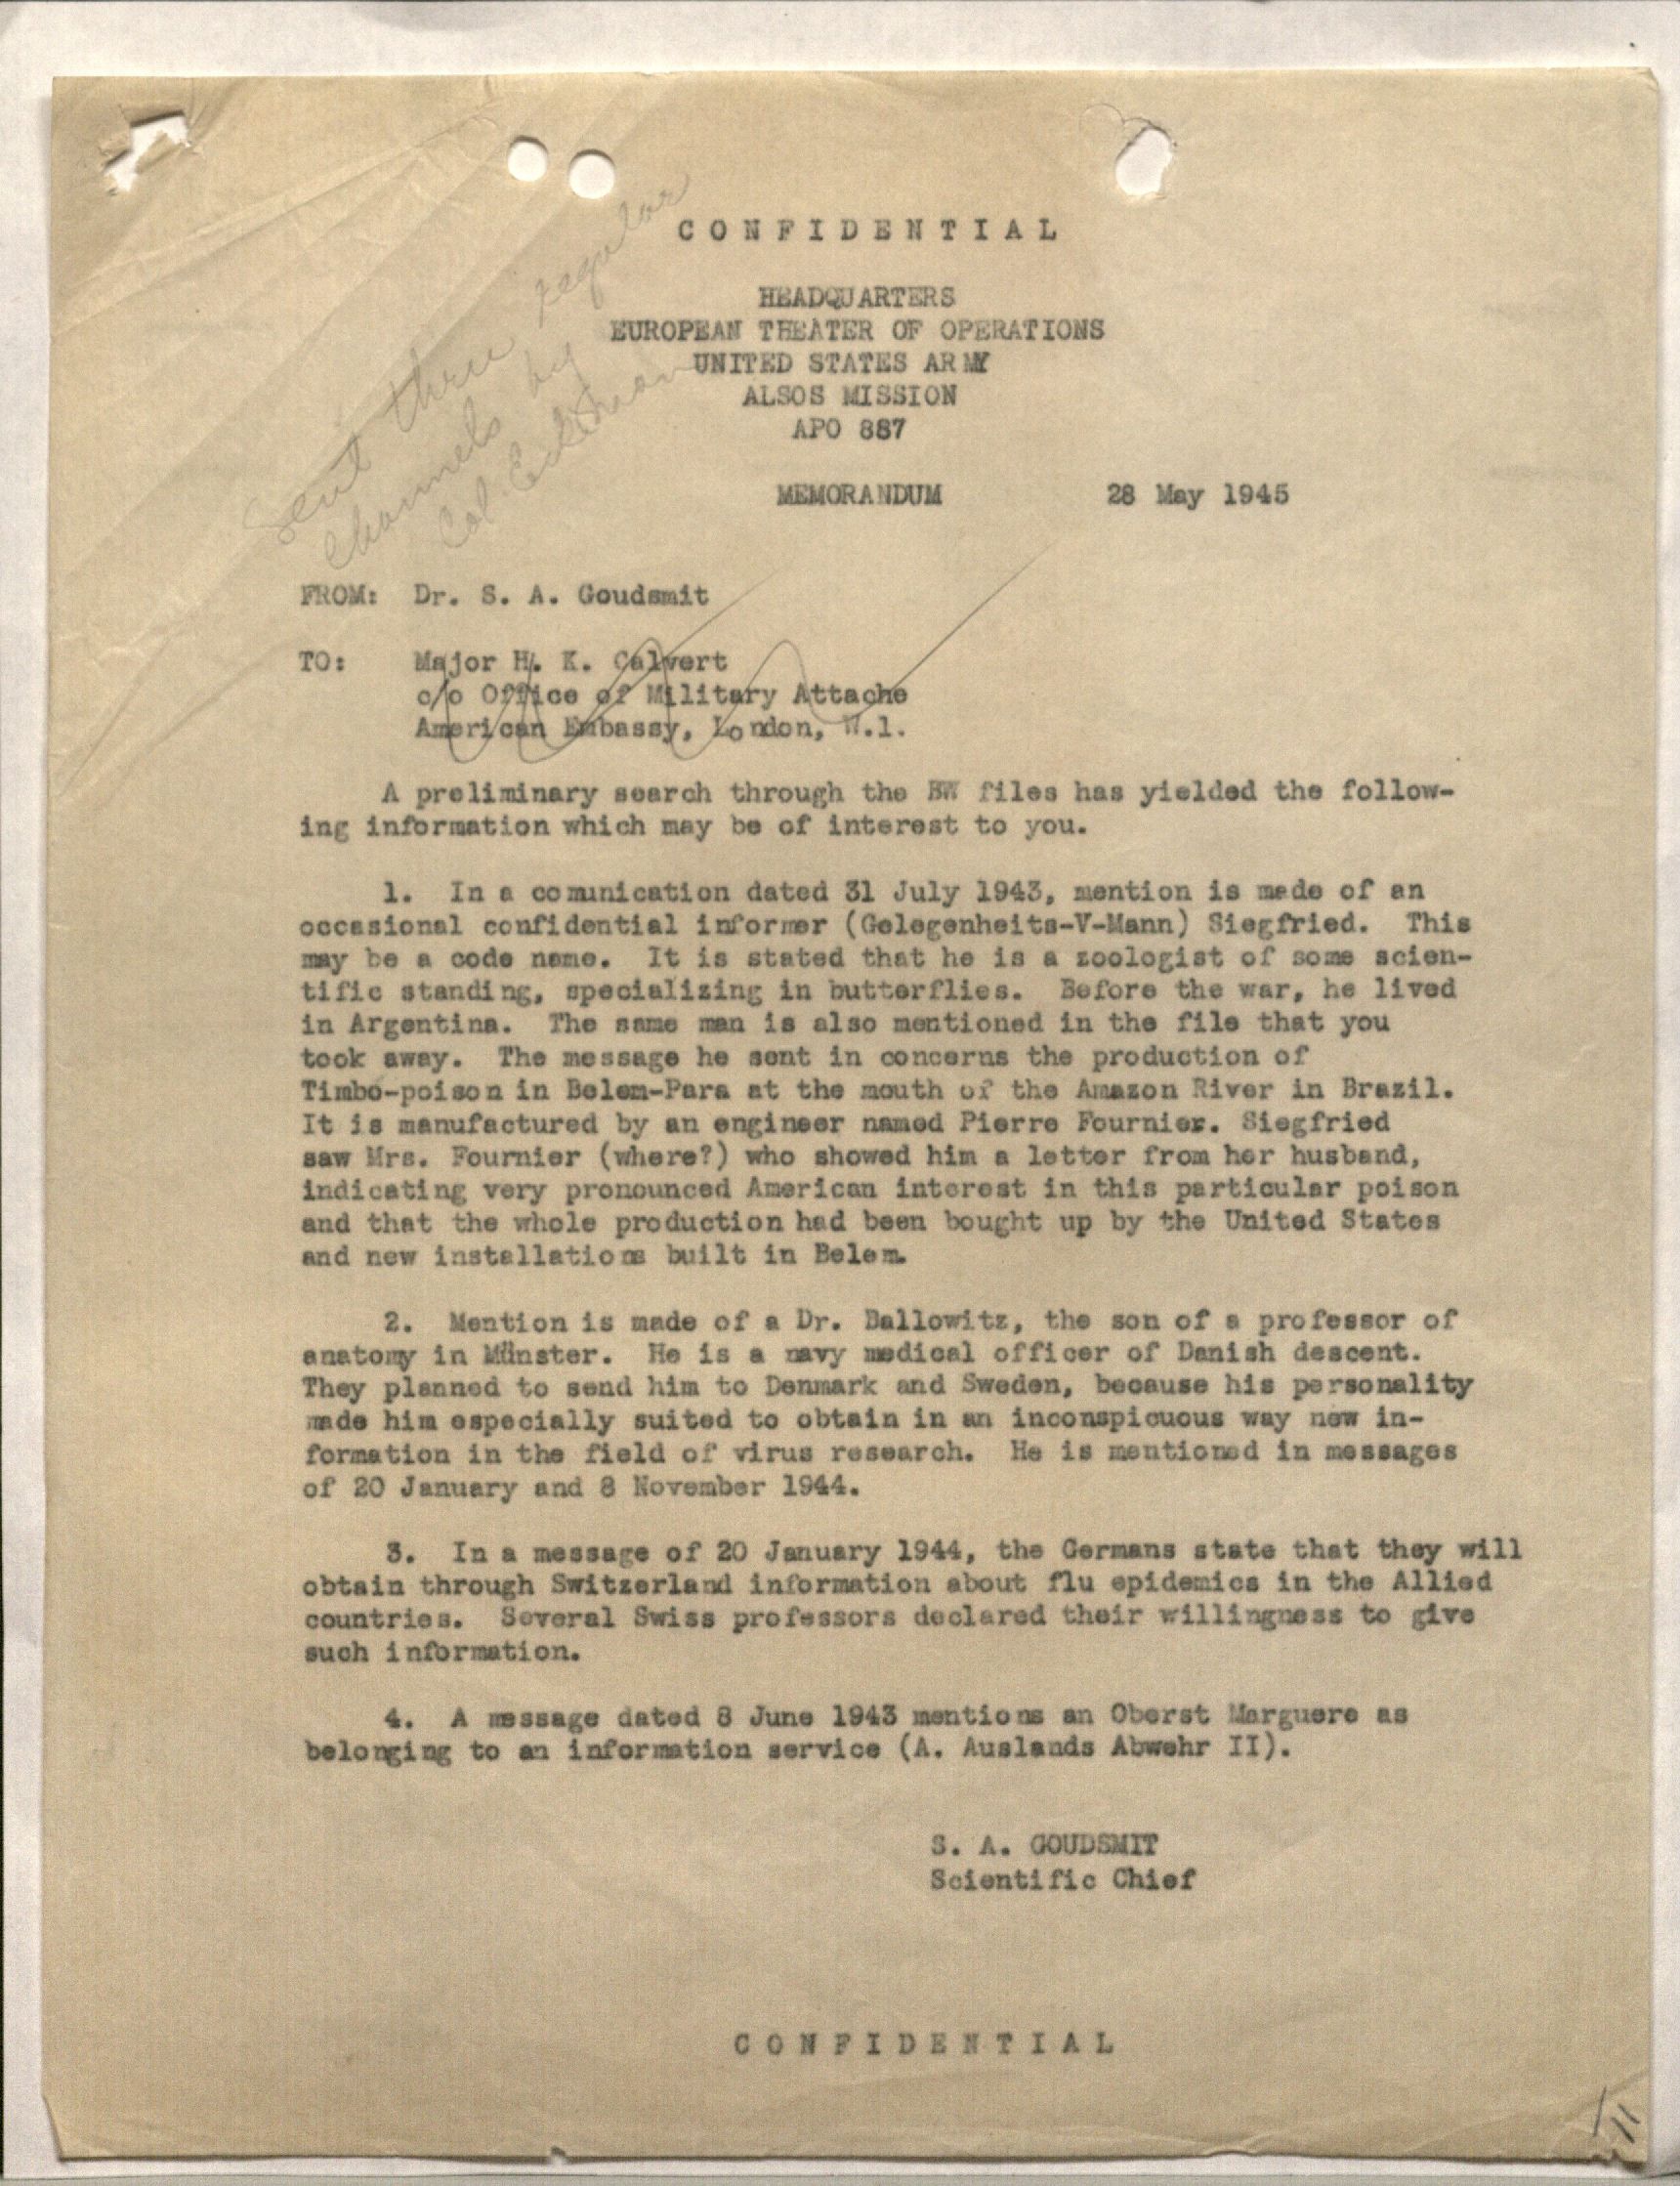 CONFIDENTIAL
HEADQUARTERS
EUROPEAN THEATER OF OPERATIONS
UNITED STATES ARMY
ALSOS MISSION
APO 887
Sent thru regular
channels by
Col. Eckman
MEMORANDUM 28 May 1945
FROM: Dr. S. A. Goudsmit
TO: Major H. K. Calvert
c/o Office of Military Attache
American Embassy, London, W.1.
A preliminary search through the BW files has yielded the follow-
ing information which may be of interest to you.
1. In a comunication dated 31 July 1943, mention is made of an
occasional confidential informer (Gelegenheits-V-Mann) Siegfried. This
may be a code name. It is stated that he is a zoologist of some scien-
tific standing, specializing in butterflies. Before the war, he lived
in Argentina. The same man is also mentioned in the file that you
took away. The message he sent in concerns the production of
Timbo-poison in Belem-Para at the mouth of the Amazon River in Brazil.
It is manufactured by an engineer named Pierre Fournier. Siegfried
saw Mrs. Fournier (where?) who showed him a letter from her husband,
indicating very pronounced American interest in this particular poison
and that the whole production had been bought up by the United States
and new installations built in Belem.
2. Mention is made of a Dr. Ballowitz, the son of a professor of
anatomy in Münster. He is a navy medical officer of Danish descent.
They planned to send him to Denmark and Sweden, because his personality
made him especially suited to obtain in an inconspicuous way new in-
formation in the field of virus research. He is mentioned in messages
of 20 January and 8 November 1944.
3. In a message of 20 January 1944, the Germans state that they will
obtain through Switzerland information about flu epidemics in the Allied
countries. Several Swiss professors declared their willingness to give
such information.
4. A message dated 8 June 1943 mentions an Oberst Marguere as
belonging to an information service (A. Auslands Abwehr II).
S. A. GOUDSMIT
Scientific Chief
CONFIDENTIAL